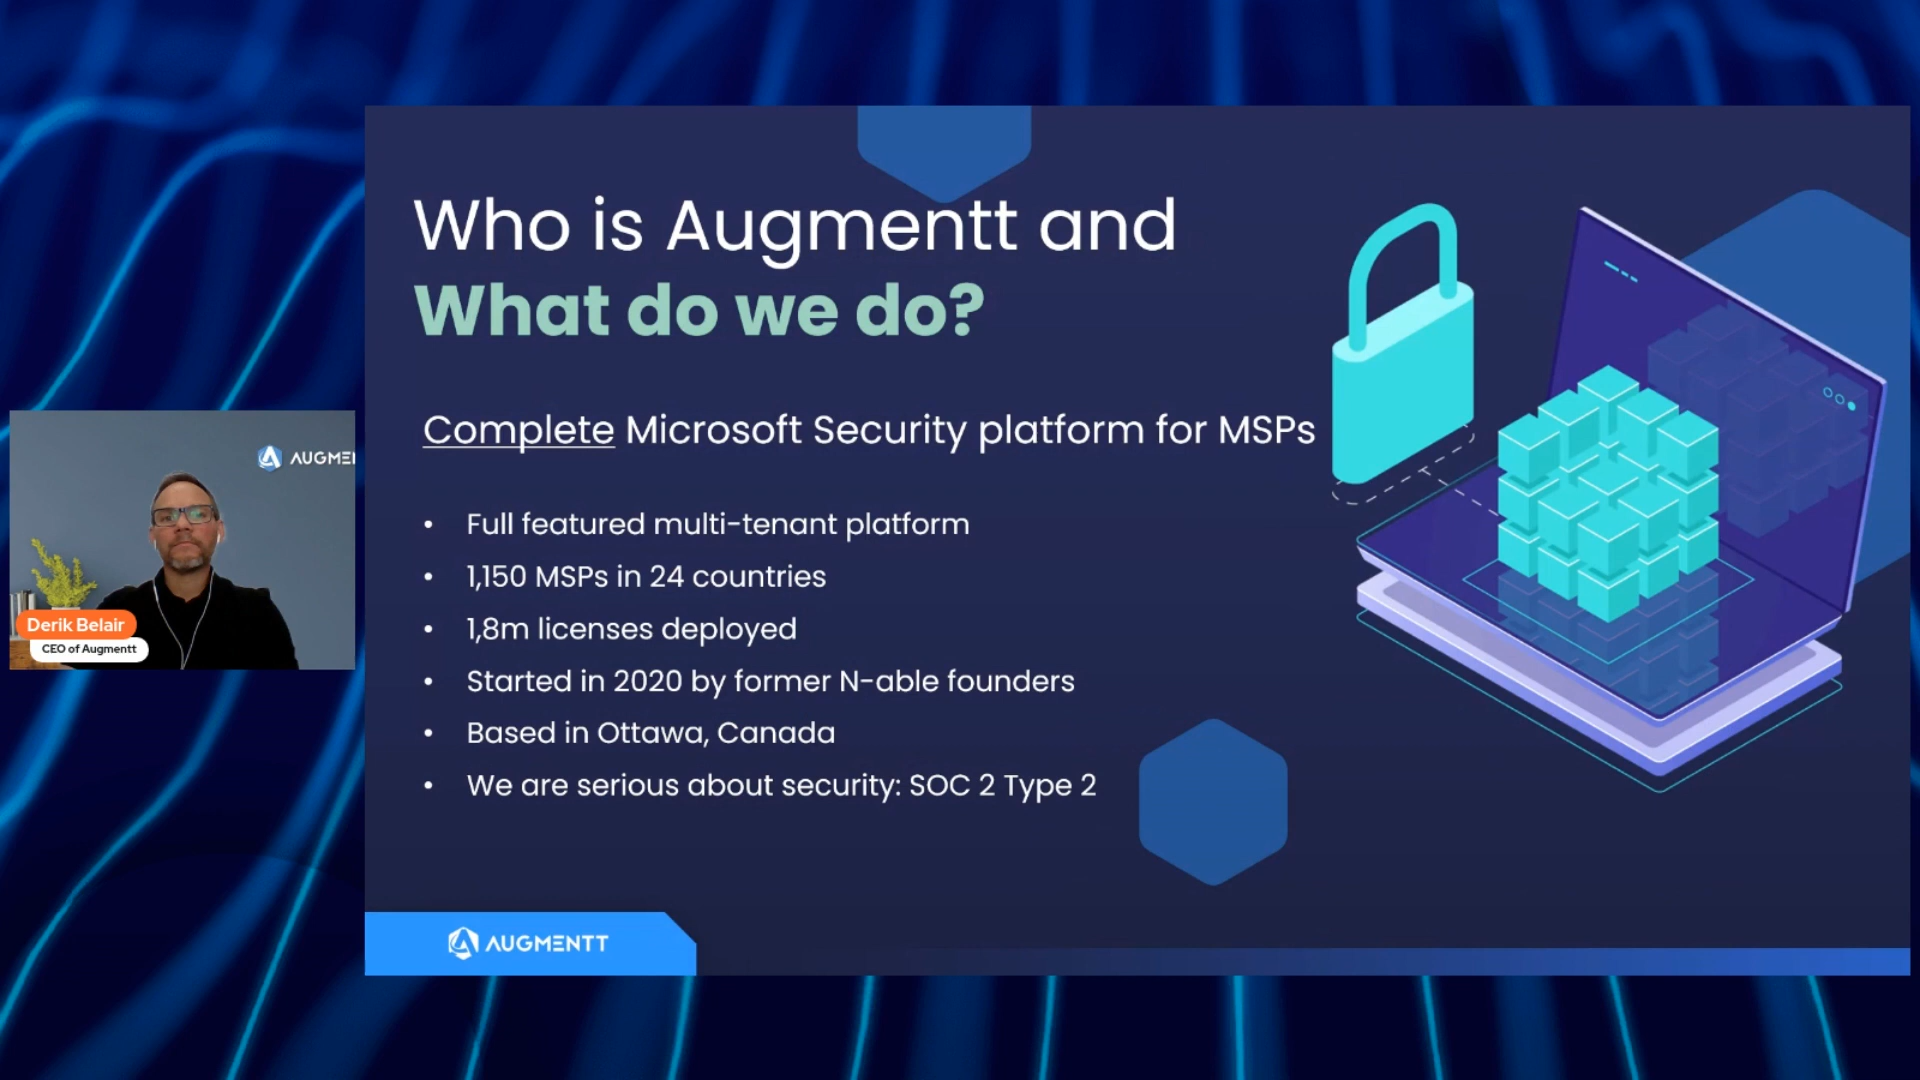 Who is Augmentt and
What do we do?
Complete Microsoft Security platform for MSPs
• Full featured multi-tenant platform
• 1,150 MSPs in 24 countries
• 1,8m licenses deployed
• Started in 2020 by former N-able founders
• Based in Ottawa, Canada
• We are serious about security: SOC 2 Type 2
AUGMENTT
AUGME
Derik Belair
CEO of Augmentt